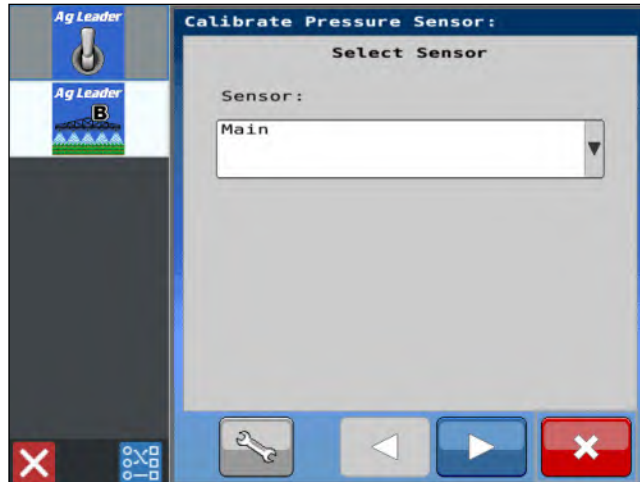 Ag Leader
Ag Leader
B
Calibrate Pressure Sensor:
Select Sensor
Sensor:
Main